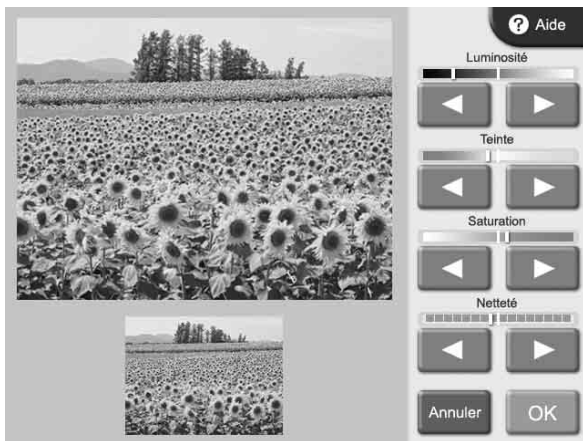 Aide
Luminosité
Teinte
Saturation
Netteté
Annuler
OK